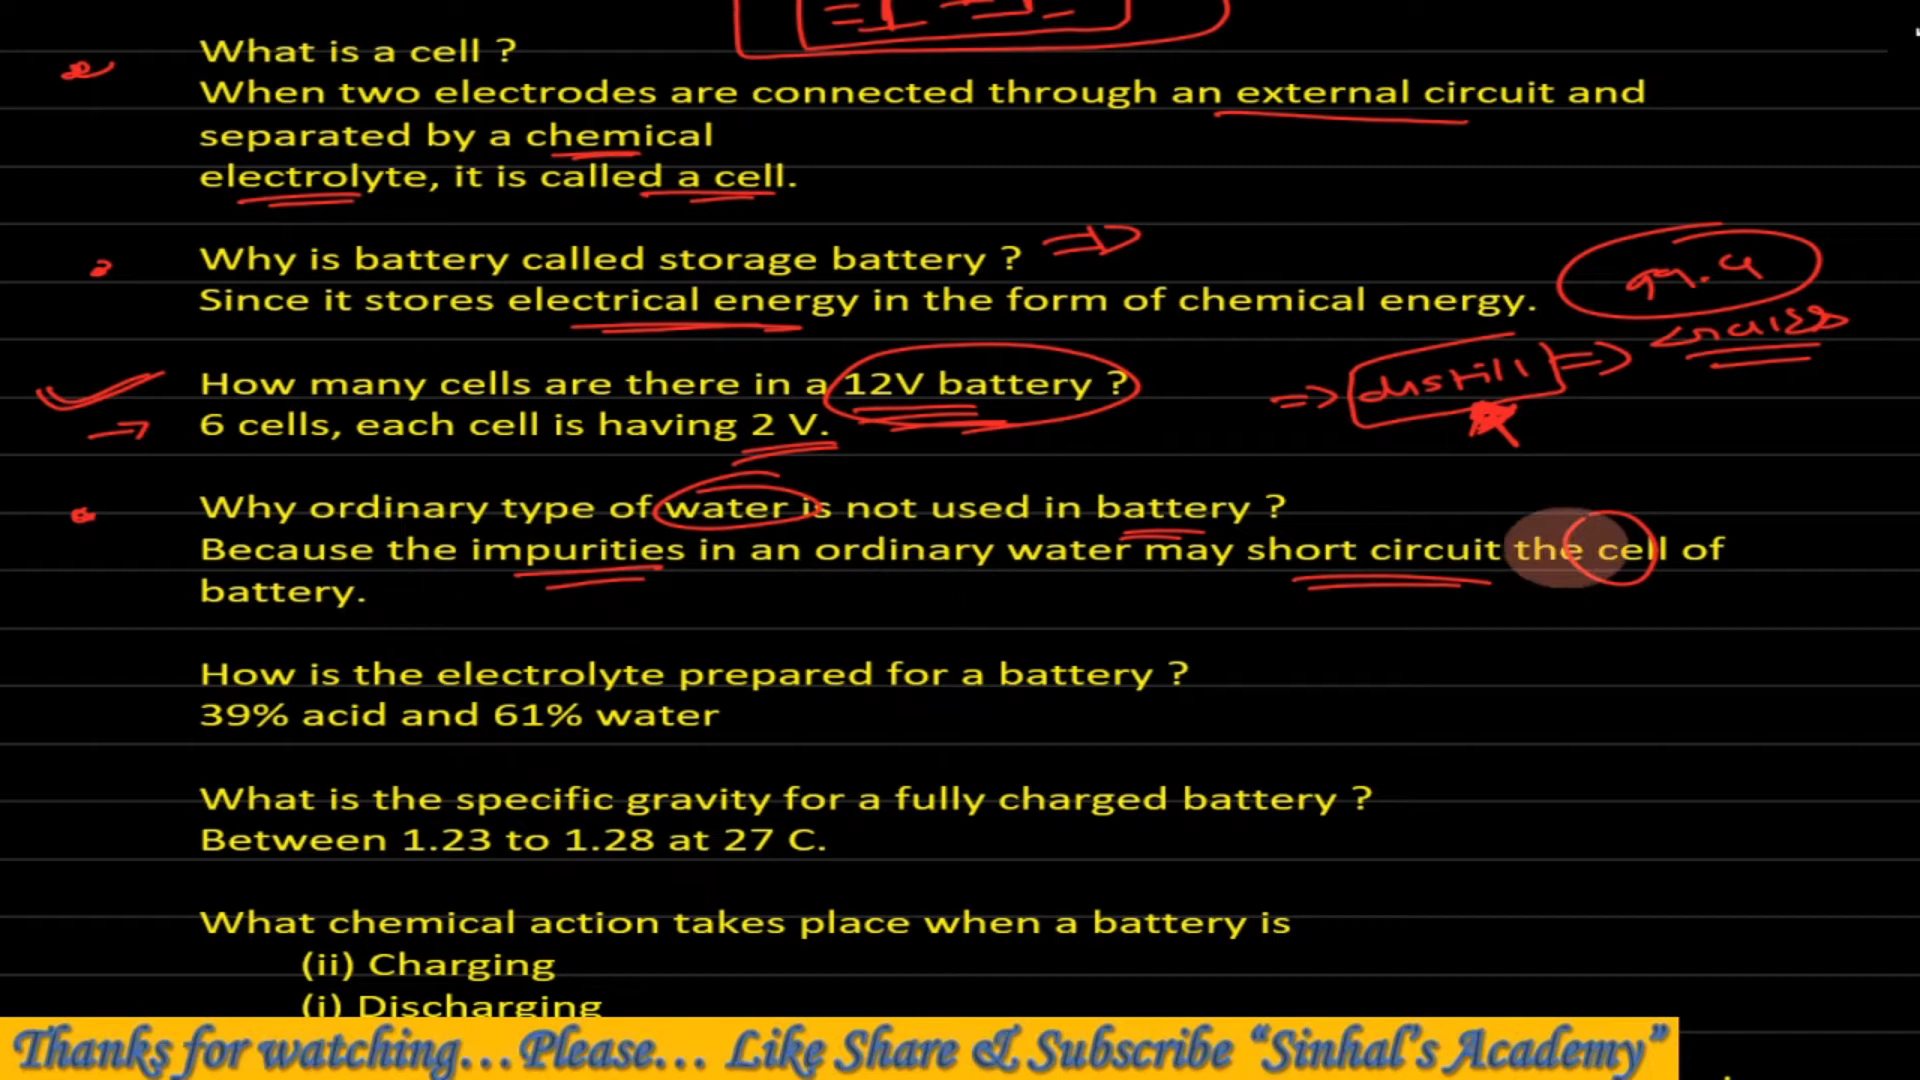 What is a cell ?
When two electrodes are connected through an external circuit and
separated by a chemical
electrolyte, it is called a cell.
Why is battery called storage battery ?
Since it stores electrical energy in the form of chemical energy.
How many cells are there in a 12V battery ?
distill
6 cells, each cell is having 2 V.
Why ordinary type of water is not used in battery ?
Because the impurities in an ordinary water may short circuit the cell of
battery.
How is the electrolyte prepared for a battery ?
39% acid and 61% water
What is the specific gravity for a fully charged battery ?
Between 1.23 to 1.28 at 27 C.
What chemical action takes place when a battery is
(ii) Charging
(i) Discharging
Thanks for watching...Please... Like Share & Subscribe "Sinhal's Academy"